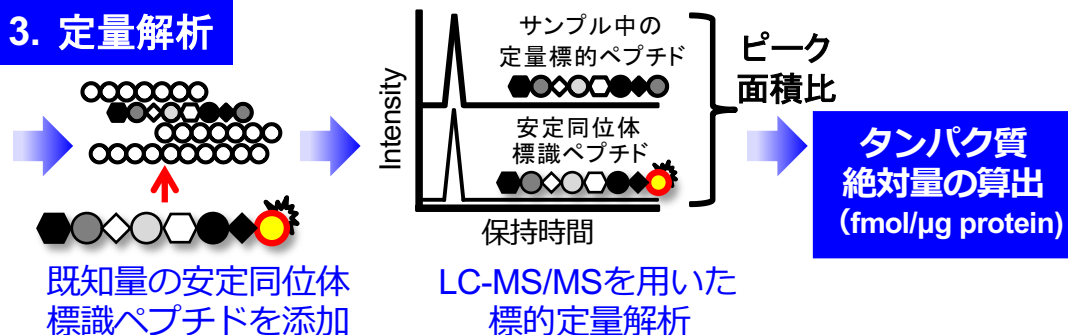 3. 定量解析
既知量の安定同位体
標識ペプチドを添加
Intensity
サンプル中の
定量標的ペプチド
安定同位体
標識ペプチド
保持時間
LC-MS/MSを用いた
標的定量解析
ピーク
面積比
タンパク質
絶対量の算出
（fmol/μg protein)